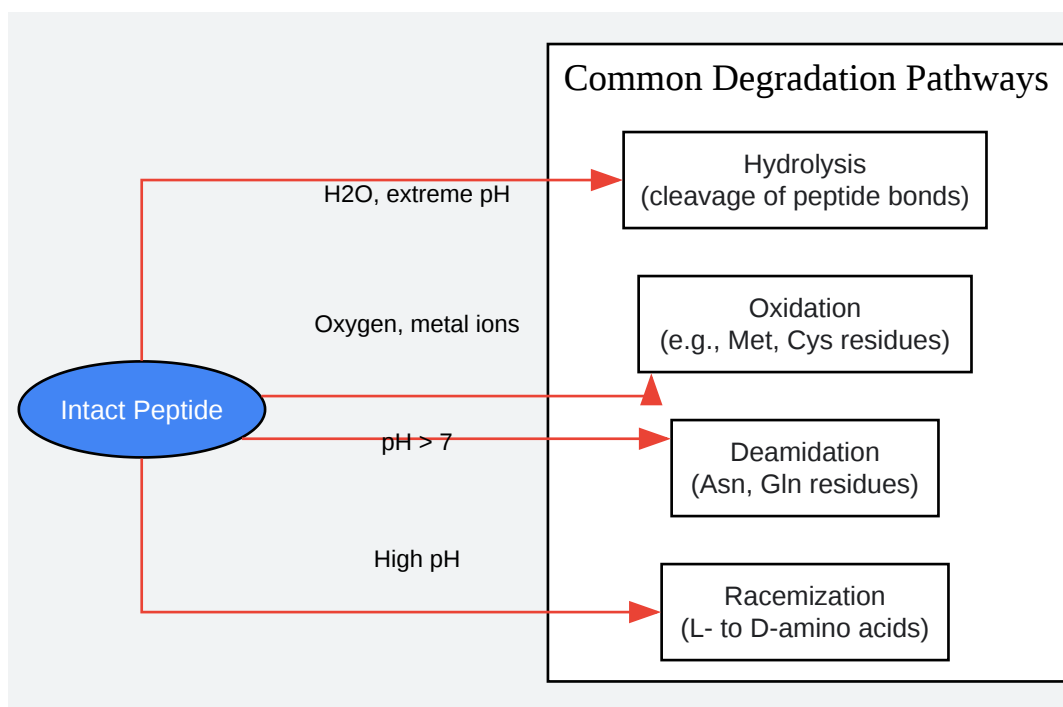 Common Degradation Pathways
Hydrolysis
(cleavage of peptide bonds)
H2O, extreme pH
Oxidation
(e.g., Met, Cys residues)
Oxygen, metal ions
Intact Peptide
pH > 7
Deamidation
(Asn, Gln residues)
High pH
Racemization
(L- to D-amino acids)